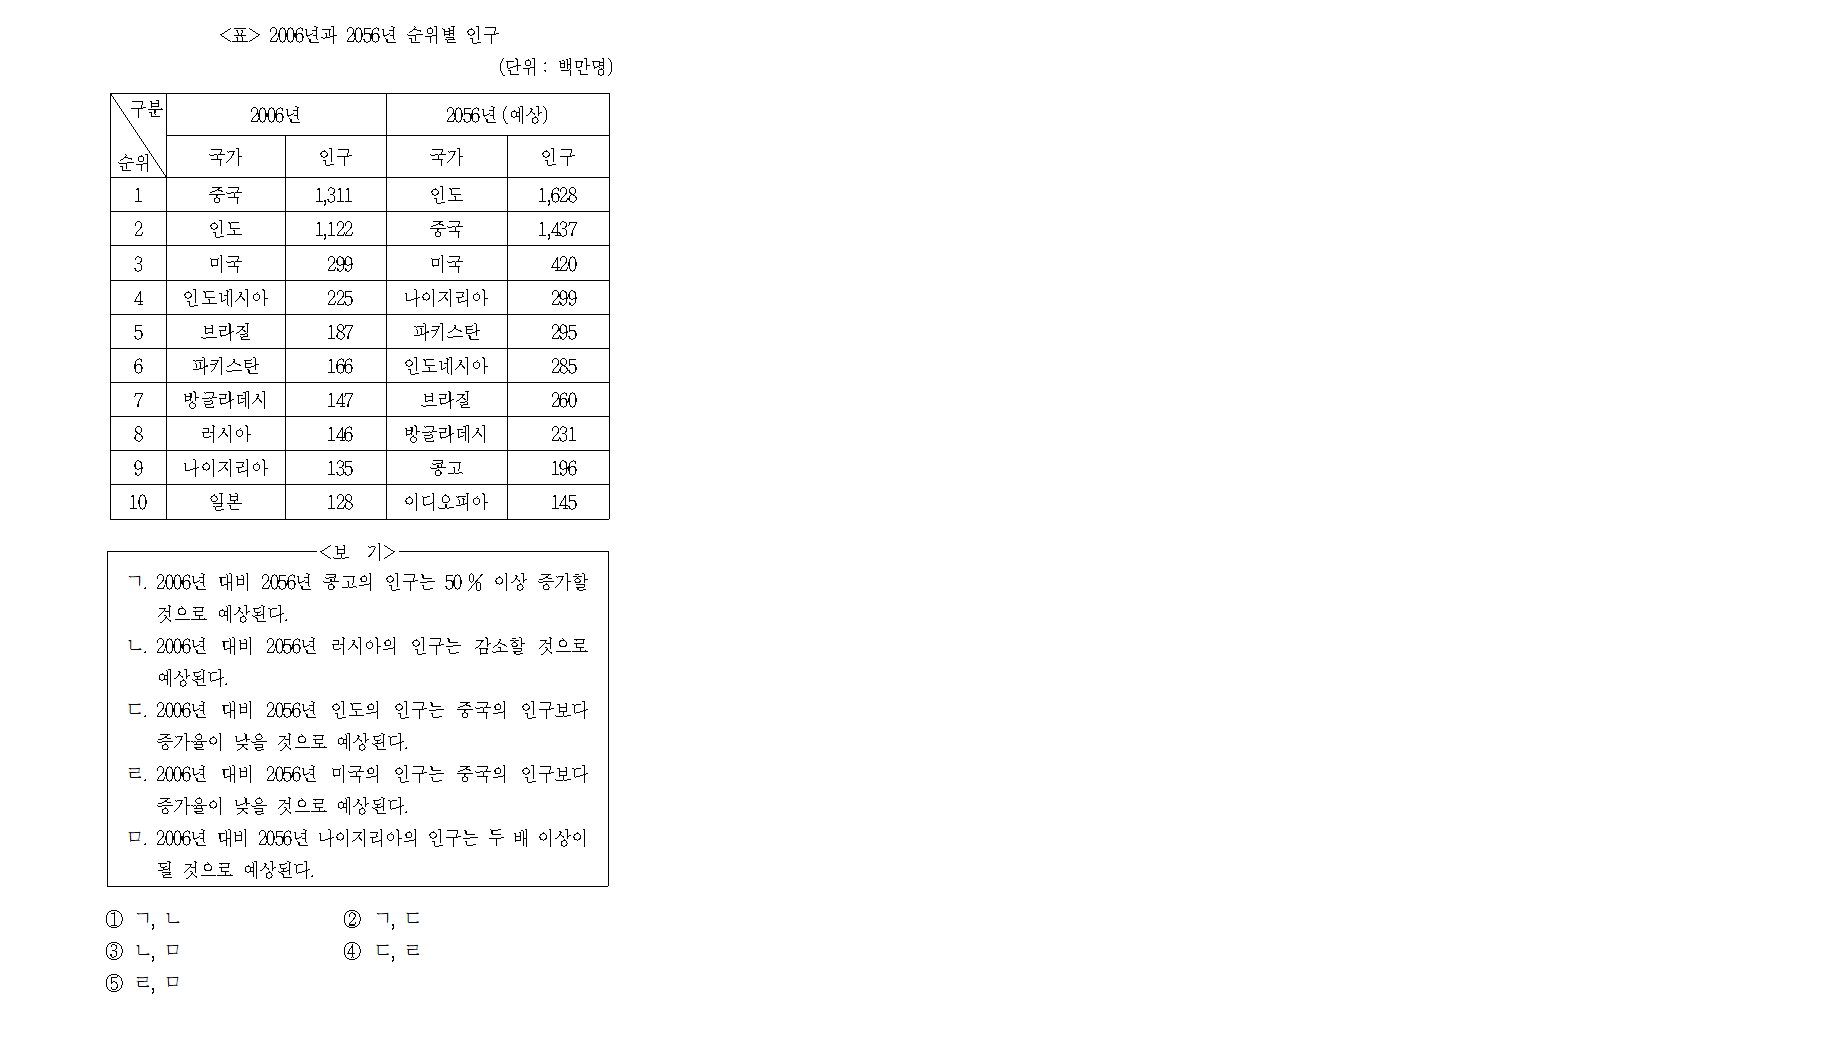 <표> 2006년과 2056년 순위별 인구
(단위 : 백만명)
구분 2006년 2056년 (예상)
순위 국가 인구 국가 인구
1 중국 1,311 인도 1,628
2 인도 1,122 중국 1,437
3 미국 299 미국 420
4 인도네시아 225 나이지리아 299
5 브라질 187 파키스탄 295
6 파키스탄 166 인도네시아 285
7 방글라데시 147 브라질 260
8 러시아 146 방글라데시 231
9 나이지리아 135 콩고 196
10 일본 128 이디오피아 145
<보 기>
ㄱ. 2006년 대비 2056년 콩고의 인구는 50 % 이상 증가할
것으로 예상된다.
ㄴ. 2006년 대비 2056년 러시아의 인구는 감소할 것으로
예상된다.
ㄷ. 2006년 대비 2056년 인도의 인구는 중국의 인구보다
증가율이 낮을 것으로 예상된다.
ㄹ. 2006년 대비 2056년 미국의 인구는 중국의 인구보다
증가율이 낮을 것으로 예상된다.
ㅁ. 2006년 대비 2056년 나이지리아의 인구는 두 배 이상이
될 것으로 예상된다.
① ㄱ, ㄴ ② ㄱ, ㄷ
③ ㄴ, ㅁ ④ ㄷ, ㄹ
⑤ ㄹ, ㅁ